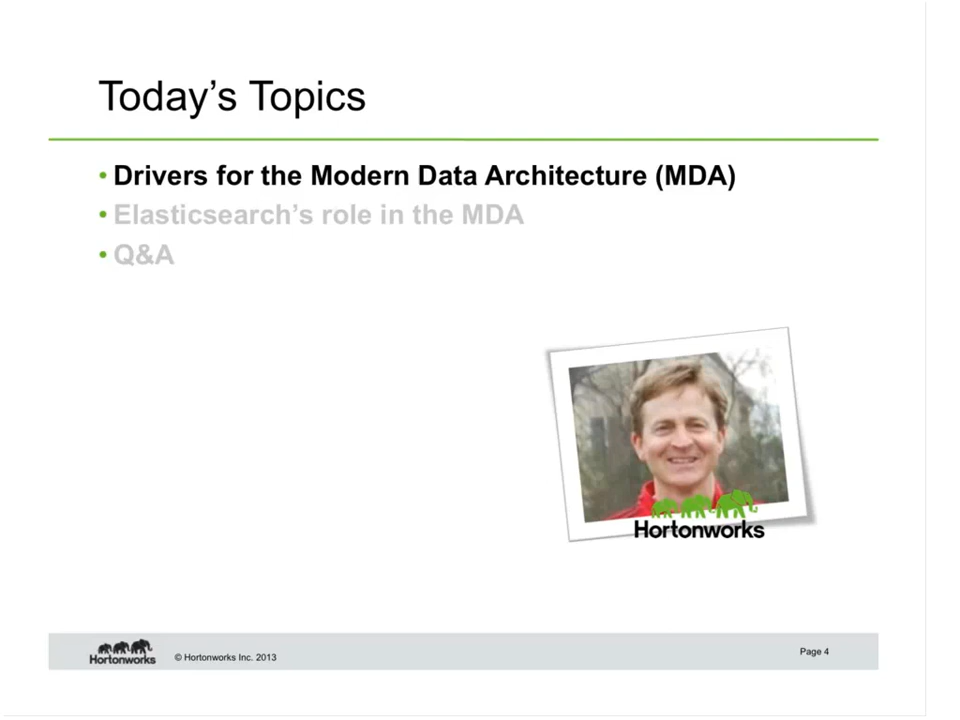 Today’s Topics
• Drivers for the Modern Data Architecture (MDA)
• Elasticsearch’s role in the MDA
• Q&A
Hortonworks
Hortonworks
© Hortonworks Inc. 2013
Page 4